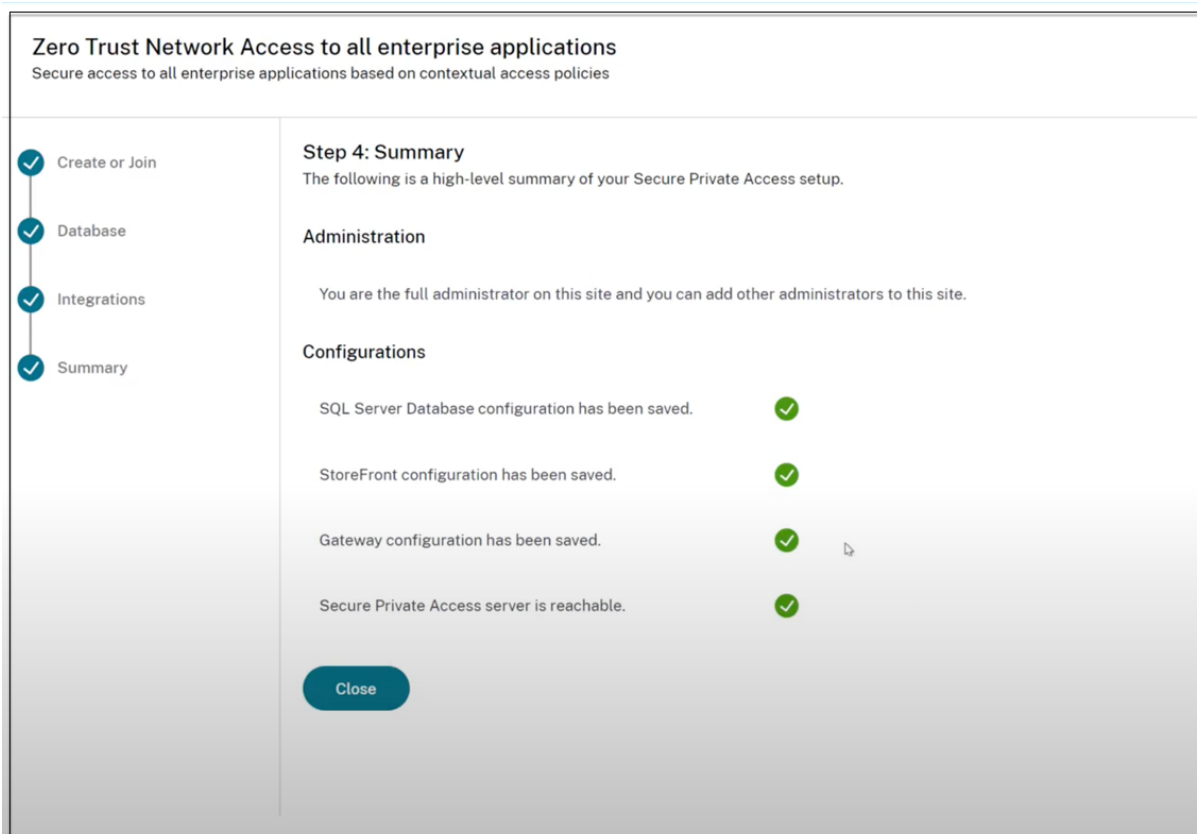 Zero Trust Network Access to all enterprise applications
Secure access to all enterprise applications based on contextual access policies
Create or Join
Database
Integrations
Summary
Step 4: Summary
The following is a high-level summary of your Secure Private Access setup.
Administration
You are the full administrator on this site and you can add other administrators to this site.
Configurations
SQL Server Database configuration has been saved.
StoreFront configuration has been saved.
Gateway configuration has been saved.
Secure Private Access server is reachable.
Close